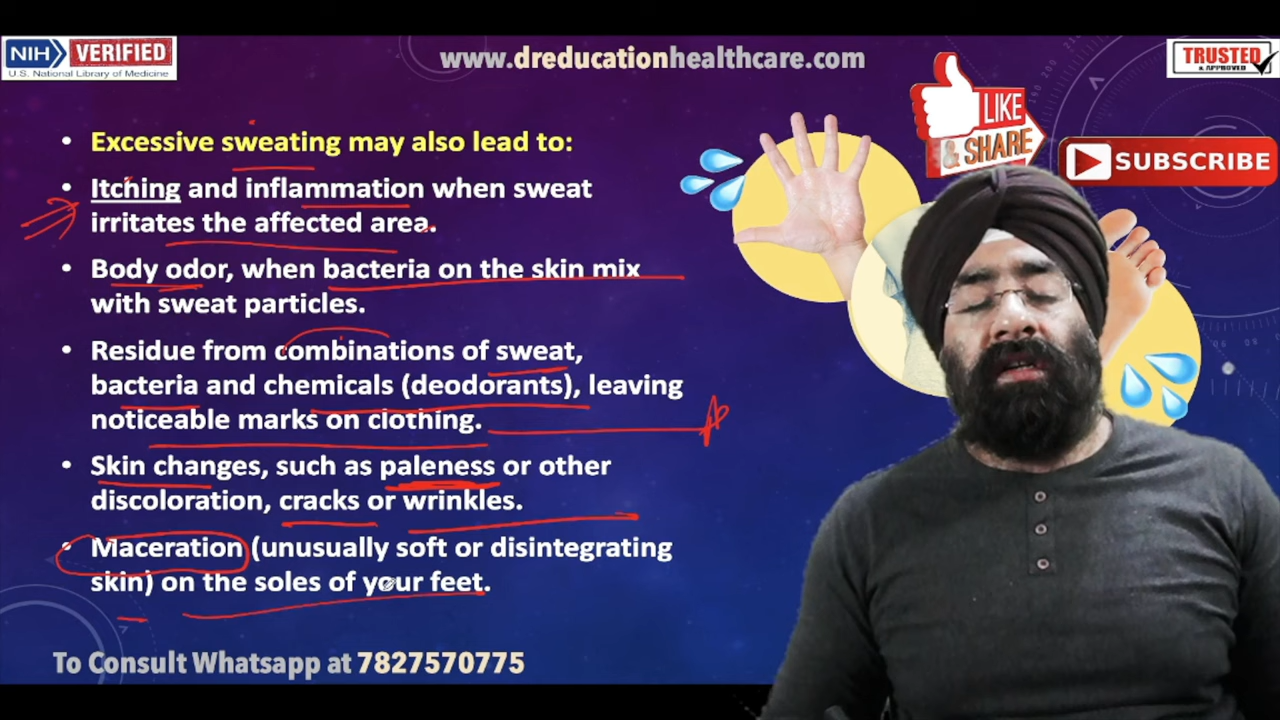 NIH VERIFIED
U.S. National Library of Medicine
www.dreducationhealthcare.com
TRUSTED
& APPROVED
LIKE
& SHARE
SUBSCRIBE
• Excessive sweating may also lead to:
• Itching and inflammation when sweat
irritates the affected area.
• Body odor, when bacteria on the skin mix
with sweat particles.
• Residue from combinations of sweat,
bacteria and chemicals (deodorants), leaving
noticeable marks on clothing.
• Skin changes, such as paleness or other
discoloration, cracks or wrinkles.
• Maceration (unusually soft or disintegrating
skin) on the soles of your feet.
To Consult Whatsapp at 7827570775